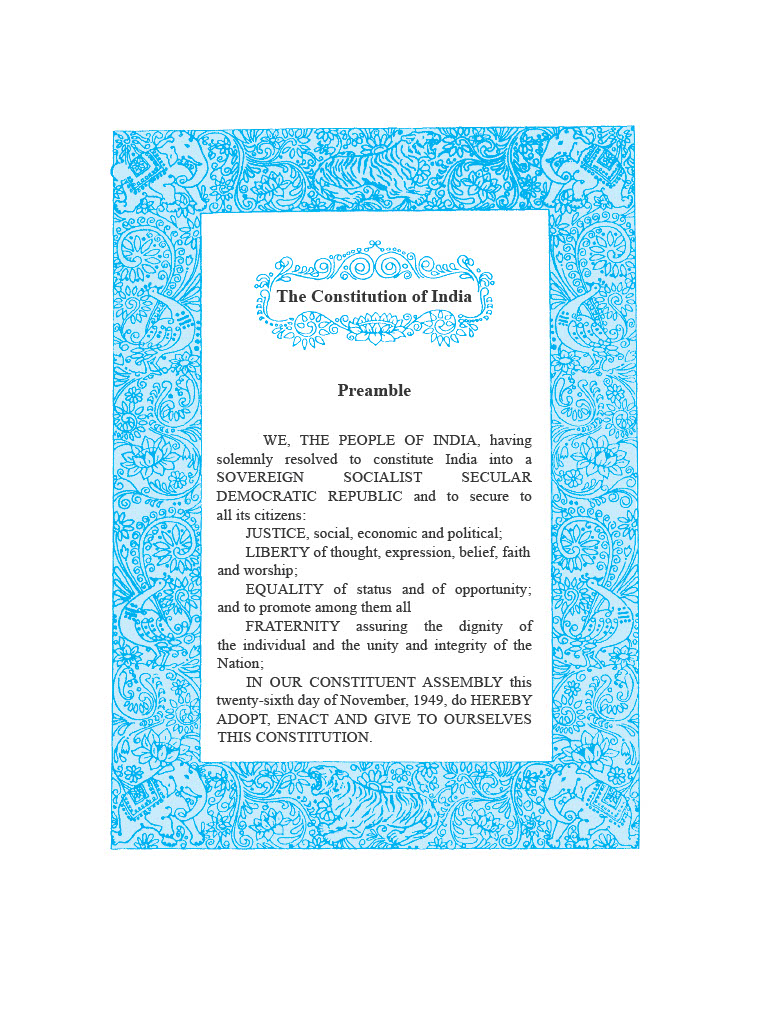 The Constitution of India
Preamble
WE, THE PEOPLE OF INDIA, having
solemnly resolved to constitute India into a
SOVEREIGN SOCIALIST SECULAR
DEMOCRATIC REPUBLIC and to secure to
all its citizens:
JUSTICE, social, economic and political;
LIBERTY of thought, expression, belief, faith
and worship;
EQUALITY of status and of opportunity;
and to promote among them all
FRATERNITY assuring the dignity of
the individual and the unity and integrity of the
Nation;
IN OUR CONSTITUENT ASSEMBLY this
twenty-sixth day of November, 1949, do HEREBY
ADOPT, ENACT AND GIVE TO OURSELVES
THIS CONSTITUTION.